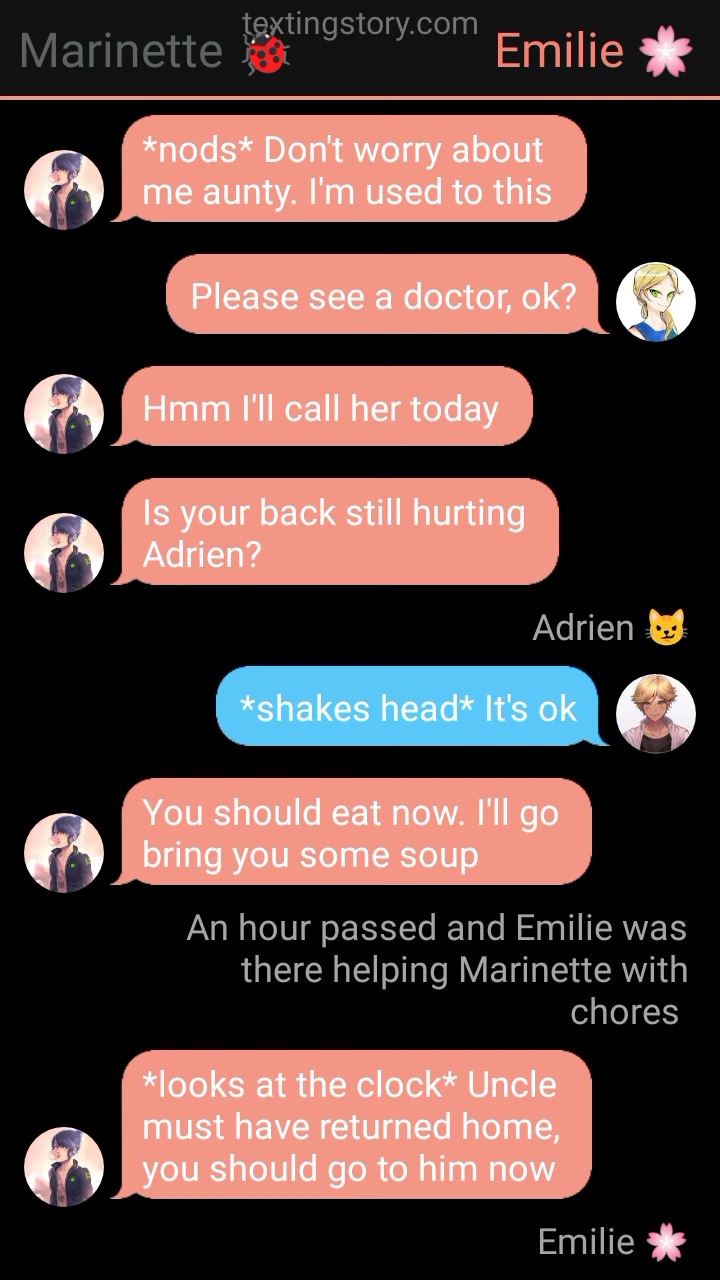 textingstory.com
Marinette 🐞 Emilie 🌸
*nods* Don't worry about
me aunty. I'm used to this
Please see a doctor, ok?
Hmm I'll call her today
Is your back still hurting
Adrien?
Adrien 😼
*shakes head* It's ok
You should eat now. I'll go
bring you some soup
An hour passed and Emilie was
there helping Marinette with
chores
*looks at the clock* Uncle
must have returned home,
you should go to him now
Emilie 🌸